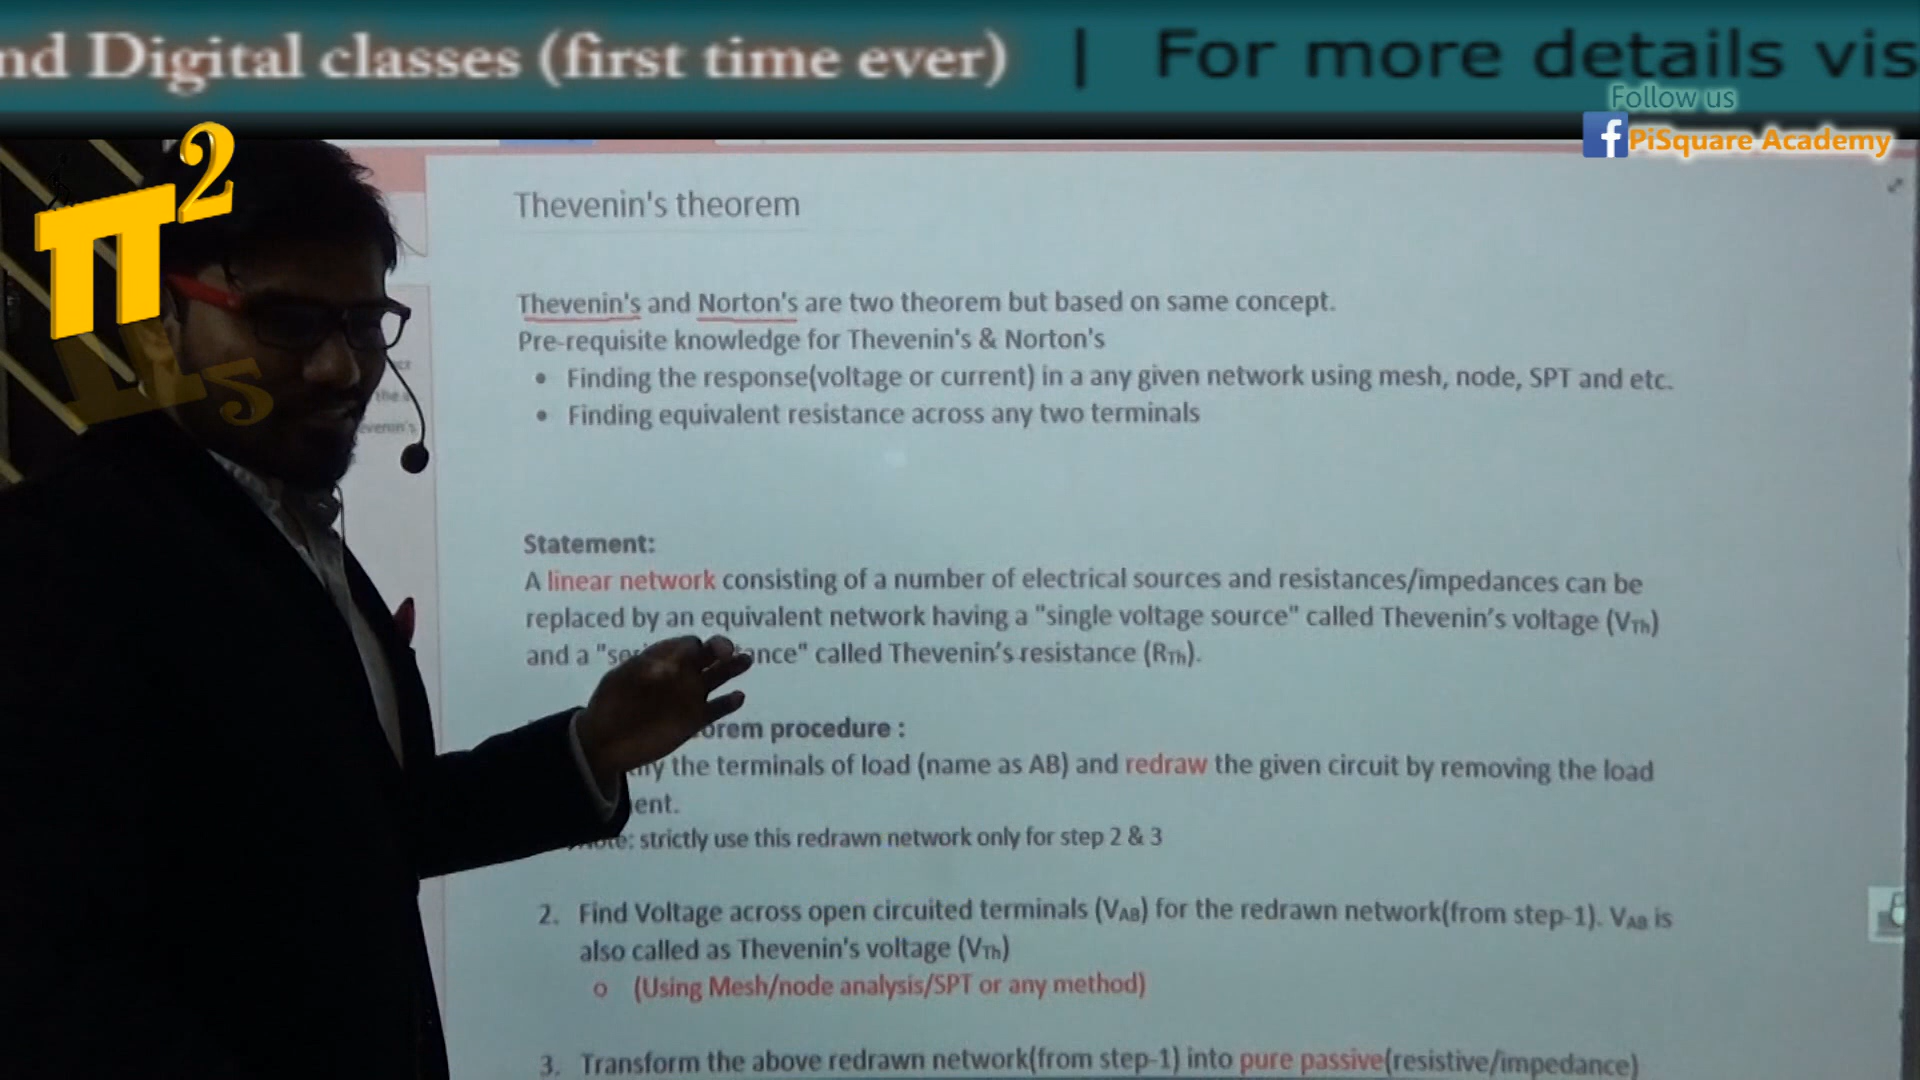 nd Digital classes (first time ever) | For more details vis
Follow us
f PiSquare Academy
π2
Thevenin's theorem
Thevenin's and Norton's are two theorem but based on same concept.
Pre-requisite knowledge for Thevenin's & Norton's
• Finding the response(voltage or current) in a any given network using mesh, node, SPT and etc.
• Finding equivalent resistance across any two terminals
evenin's
Statement:
A linear network consisting of a number of electrical sources and resistances/impedances can be
replaced by an equivalent network having a "single voltage source" called Thevenin's voltage (VTh)
and a "se tance" called Thevenin's resistance (RTh).
orem procedure :
the terminals of load (name as AB) and redraw the given circuit by removing the load
ent.
Note: strictly use this redrawn network only for step 2 & 3
2. Find Voltage across open circuited terminals (VAB) for the redrawn network(from step-1). VAB is
also called as Thevenin's voltage (VTh)
o (Using Mesh/node analysis/SPT or any method)
3. Transform the above redrawn network(from step-1) into pure passive(resistive/impedance)